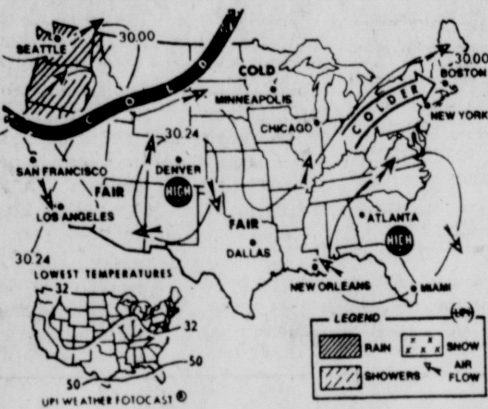 SEATTLE
30.00
COLD
COLD
MINNEAPOLIS
30.00
BOSTON
COLDER
NEW YORK
CHICAGO
30.24
SAN FRANCISCO
DENVER
FAIR
HIGH
LOS ANGELES
FAIR
ATLANTA
HIGH
DALLAS
30.24
LOWEST TEMPERATURES
NEW ORLEANS
MIAMI
32
32
50
50
LEGEND
UPI
RAIN
SNOW
SHOWERS
AIR
FLOW
UPI WEATHER FOTOCAST ®